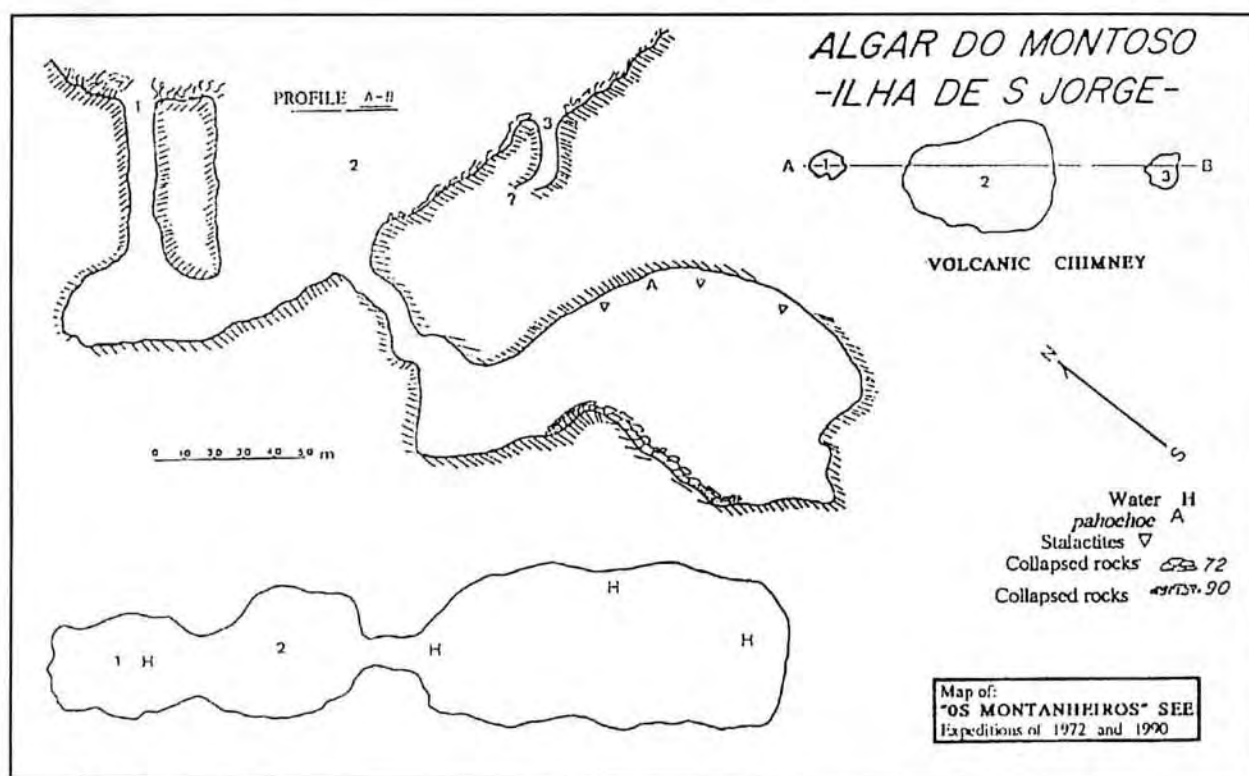 ALGAR DO MONTOSO
-ILHA DE S JORGE-
PROFILE A-B
1
2
3
?
A 1 2 3 B
VOLCANIC CHIMNEY
A
N
S
0 10 20 30 40 50 m
Water H
pahoehoe A
Stalactites
Collapsed rocks 72
Collapsed rocks 90
1 H 2 H H H
Map of:
"OS MONTANHEIROS" SEE
Expeditions of 1972 and 1990